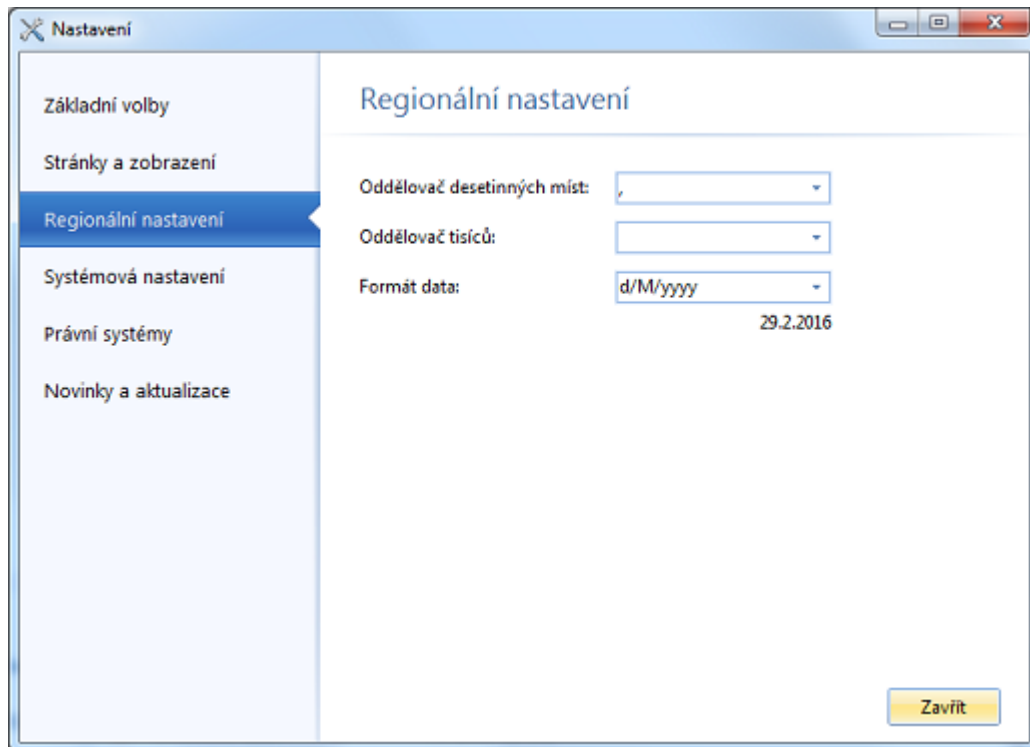 Nastavení
Základní volby
Stránky a zobrazení
Regionální nastavení
Systémová nastavení
Právní systémy
Novinky a aktualizace
Regionální nastavení
Oddělovač desetinných míst: ,
Oddělovač tisíců:
Formát data: d/M/yyyy
29.2.2016
Zavřít